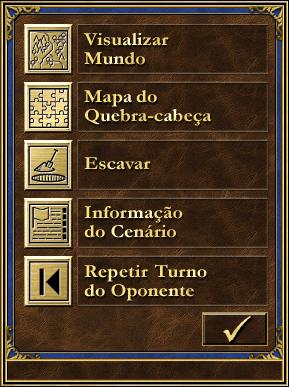 Visualizar
Mundo
Mapa do
Quebra-cabeça
Escavar
Informação
do Cenário
Repetir Turno
do Oponente